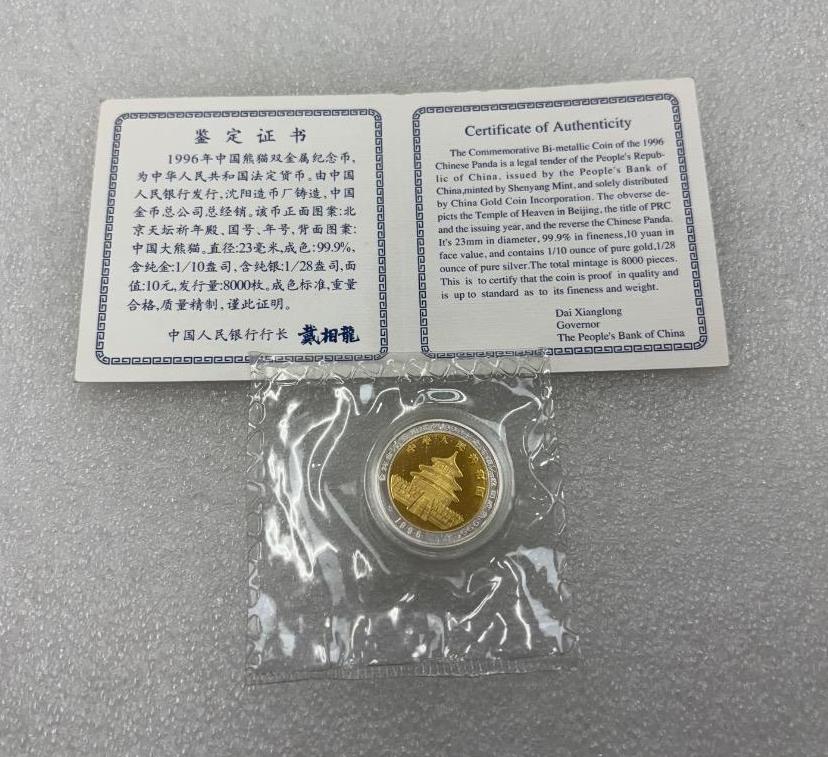 鉴定证书
1996年中国熊猫双金属纪念币,
为中华人民共和国法定货币。由中国
人民银行发行,沈阳造币厂铸造,中国
金币总公司总经销。该币正面图案:北
京天坛祈年殿、国号、年号,背面图案:
中国大熊猫。直径:23毫米,成色:99.9%,
含纯金:1/10盎司,含纯银:1/28盎司,面
值:10元,发行量:8000枚。成色标准,重量
合格,质量精制,谨此证明。
中国人民银行行长 戴相龍
Certificate of Authenticity
The Commemorative Bi-metallic Coin of the 1996
Chinese Panda is a legal tender of the People's Repub-
lic of China, issued by the People's Bank of
China,minted by Shenyang Mint, and solely distributed
by China Gold Coin Incorporation. The obverse de-
picts the Temple of Heaven in Beijing, the title of PRC
and the issuing year, and the reverse the Chinese Panda.
It's 23mm in diameter, 99.9% in fineness,10 yuan in
face value, and contains 1/10 ounce of pure gold,1/28
ounce of pure silver.The total mintage is 8000 pieces.
This is to certify that the coin is proof in quality and
is up to standard as to its fineness and weight.
Dai Xianglong
Governor
The People's Bank of China
中华人民共和国
1996